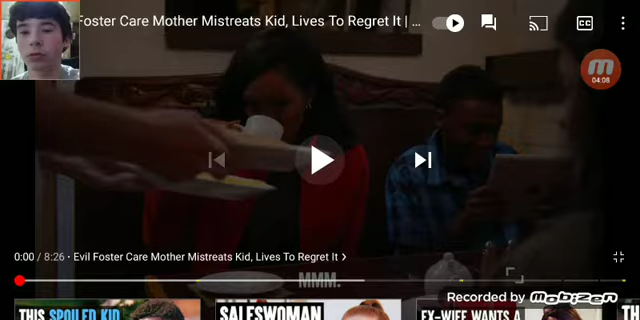 Foster Care Mother Mistreats Kid, Lives To Regret It | ...
CC
04:08
0:00 / 8:26 · Evil Foster Care Mother Mistreats Kid, Lives To Regret It >
MMM.
Recorded by Mobizen
THIS SPOILED KID
SALESWOMAN
EX-WIFE WANTS A